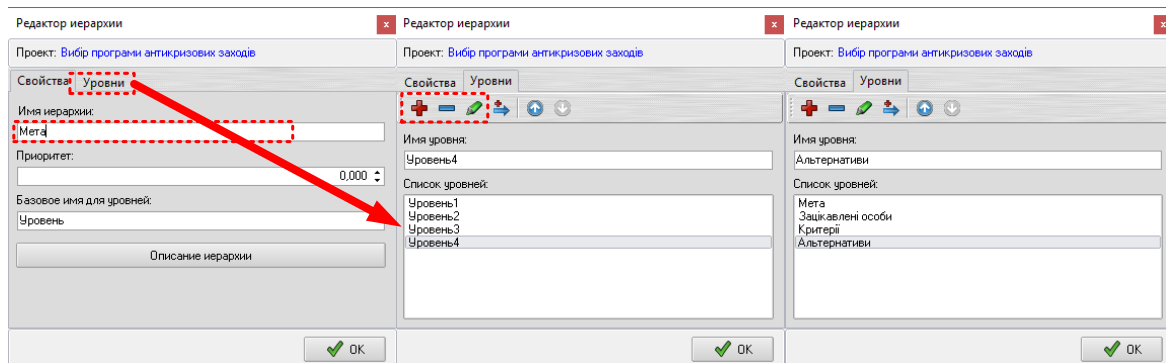 Редактор иерархии
x
Проект: Вибір програми антикризових заходів
Свойства Уровни
Имя иерархии:
Мета
Приоритет:
0,000
Базовое имя для уровней:
Уровень
Описание иерархии
OK
Редактор иерархии
x
Проект: Вибір програми антикризових заходів
Свойства Уровни
Имя уровня:
Уровень4
Список уровней:
Уровень1
Уровень2
Уровень3
Уровень4
OK
Редактор иерархии
x
Проект: Вибір програми антикризових заходів
Свойства Уровни
Имя уровня:
Альтернативи
Список уровней:
Мета
Зацікавлені особи
Критерії
Альтернативи
OK